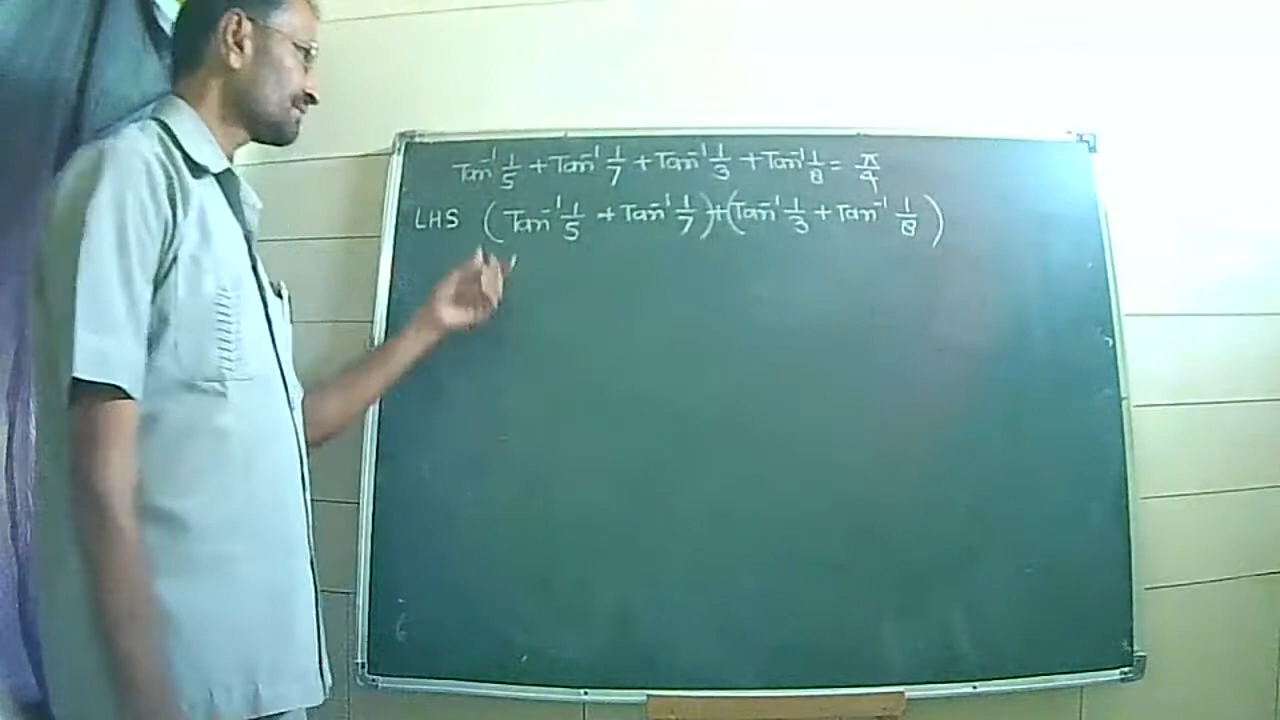 Tan⁻¹ 1/5 + Tan⁻¹ 1/7 + Tan⁻¹ 1/3 + Tan⁻¹ 1/8 = π/4
LHS (Tan⁻¹ 1/5 + Tan⁻¹ 1/7) + (Tan⁻¹ 1/3 + Tan⁻¹ 1/8)